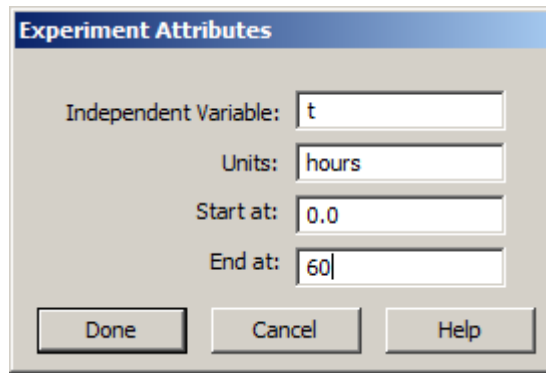 Experiment Attributes
Independent Variable: t
Units: hours
Start at: 0.0
End at: 60
Done Cancel Help